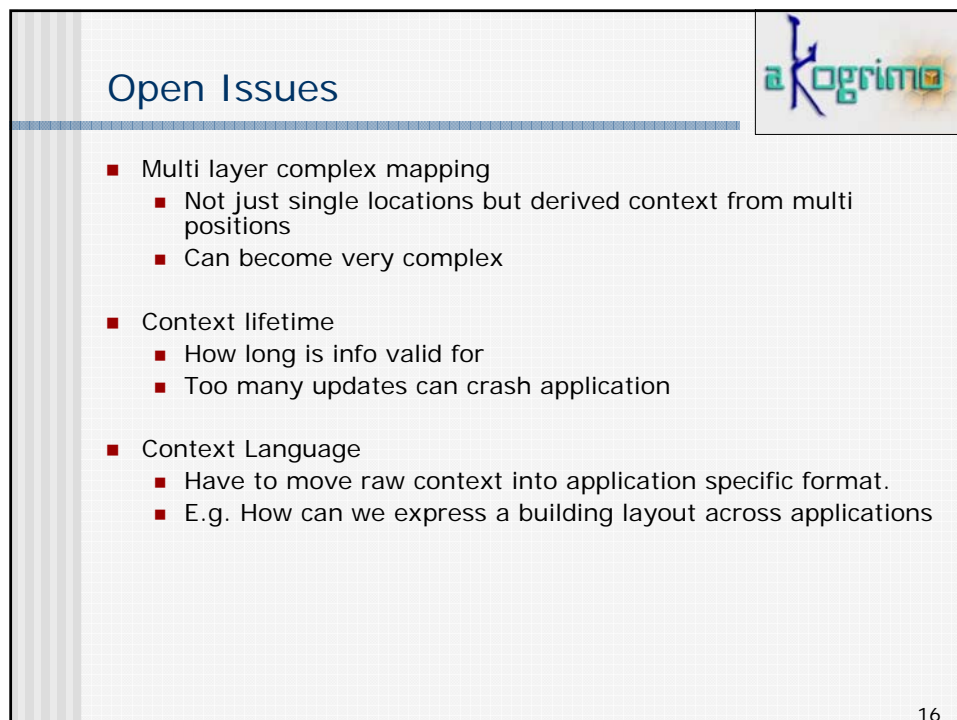 Open Issues
akogrimo
Multi layer complex mapping
Not just single locations but derived context from multi
positions
Can become very complex
Context lifetime
How long is info valid for
Too many updates can crash application
Context Language
Have to move raw context into application specific format.
E.g. How can we express a building layout across applications
16